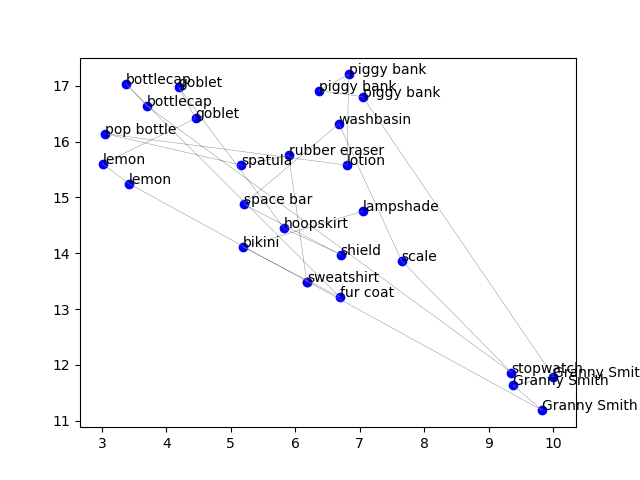 piggy bank
bottlecap
goblet
piggy bank
piggy bank
bottlecap
goblet
washbasin
pop bottle
rubber eraser
lemon
spatula
lotion
lemon
space bar
lampshade
hoopskirt
bikini
shield
scale
sweatshirt
fur coat
stopwatch
Granny Smit
Granny Smith
Granny Smith
17
16
15
14
13
12
11
3 4 5 6 7 8 9 10